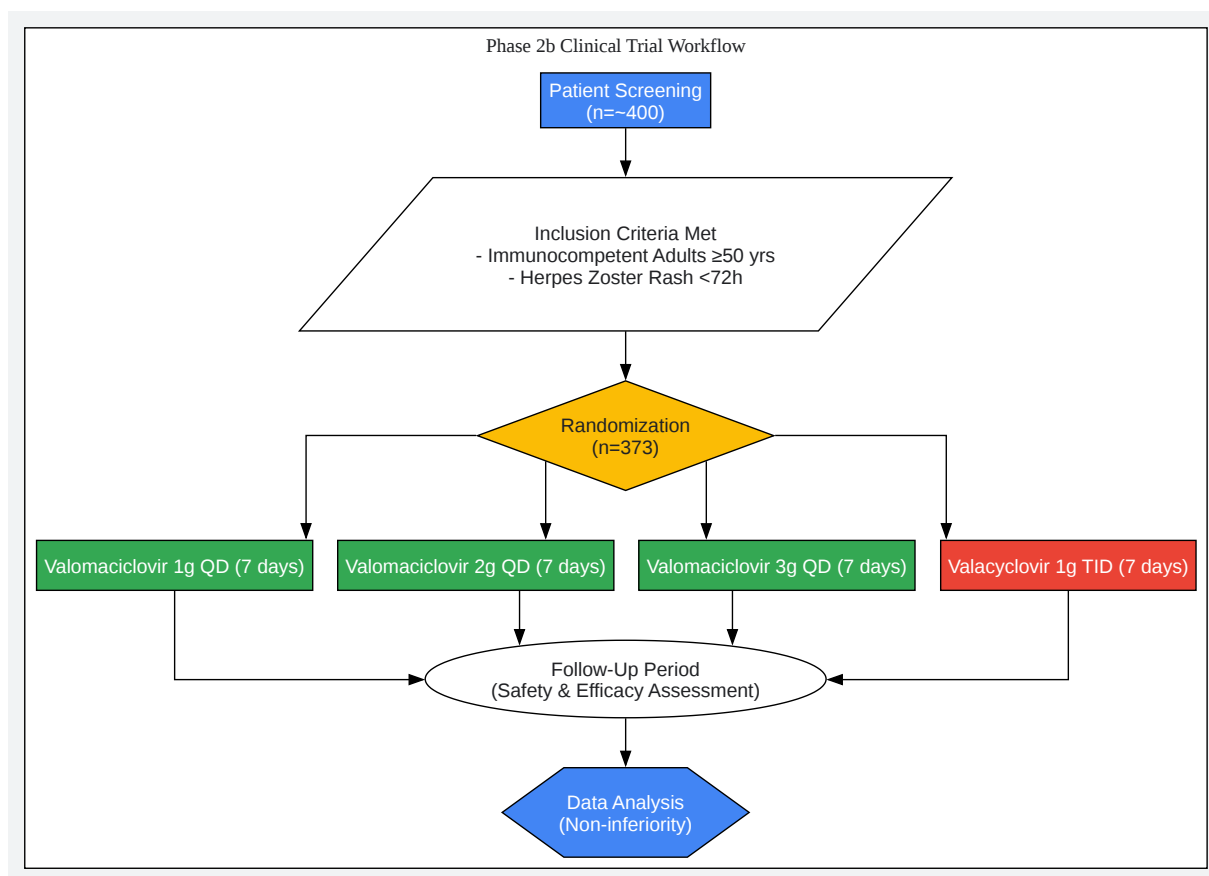 Phase 2b Clinical Trial Workflow
Patient Screening
(n=~400)
Inclusion Criteria Met
- Immunocompetent Adults ≥50 yrs
- Herpes Zoster Rash <72h
Randomization
(n=373)
Valomaciclovir 1g QD (7 days)
Valomaciclovir 2g QD (7 days)
Valomaciclovir 3g QD (7 days)
Valacyclovir 1g TID (7 days)
Follow-Up Period
(Safety & Efficacy Assessment)
Data Analysis
(Non-inferiority)